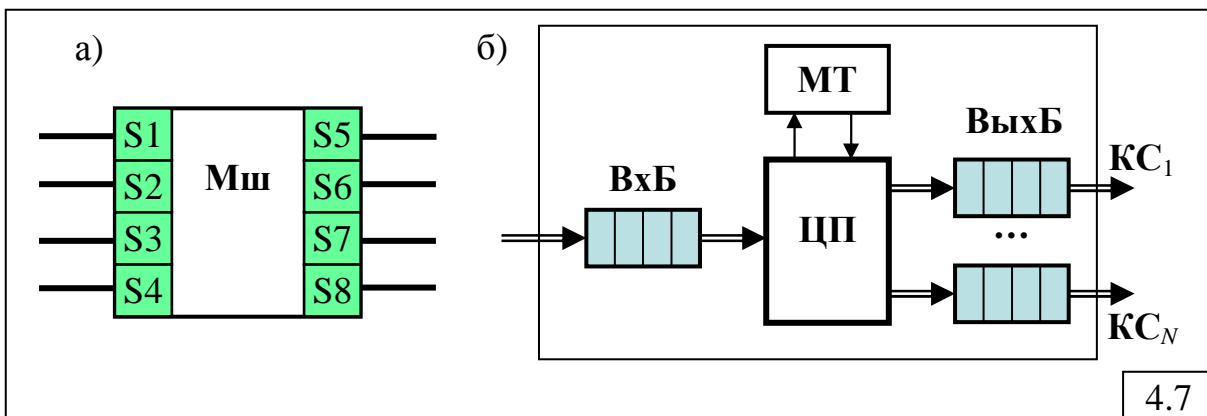 а)
S1
S2
S3
S4
Мш
S5
S6
S7
S8
б)
МТ
ВхБ
ЦП
ВыхБ
КС1
...
КСN
4.7